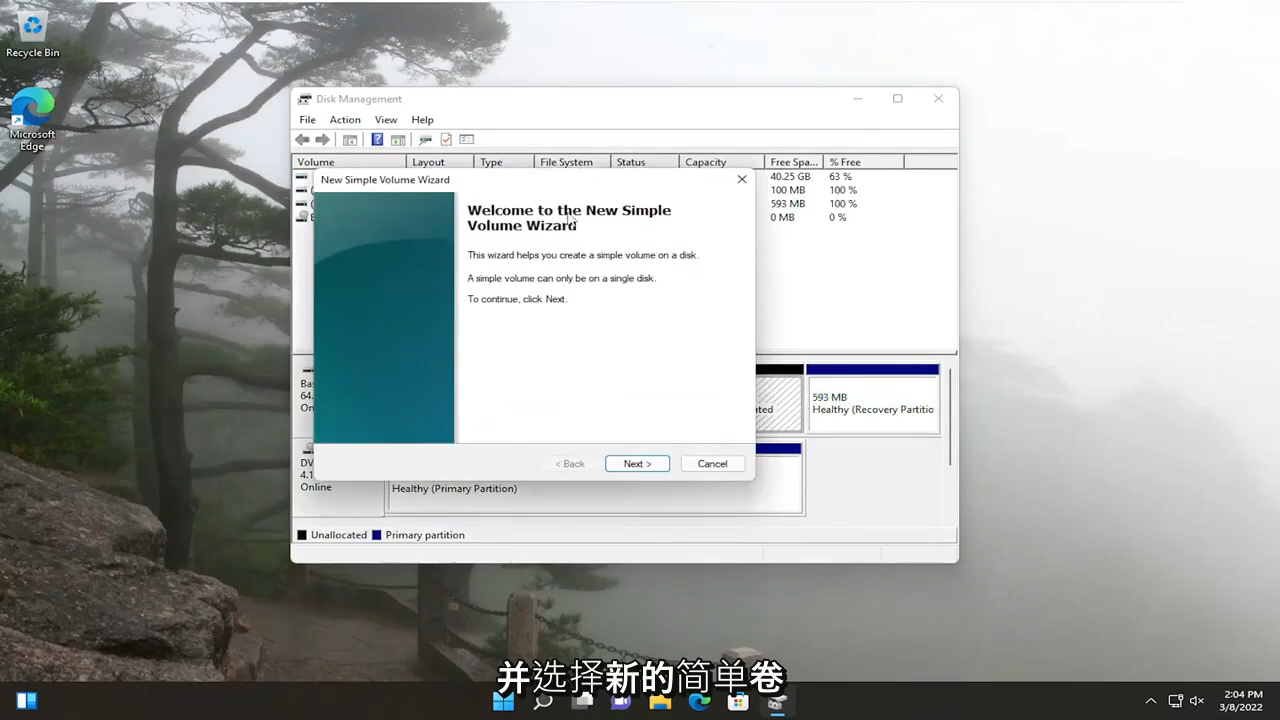 Recycle Bin
Microsoft
Edge
Disk Management
File Action View Help
Volume Layout Type File System Status Capacity Free Spa... % Free
40.25 GB 63 %
100 MB 100 %
593 MB 100 %
0 MB 0 %
New Simple Volume Wizard
Welcome to the New Simple
Volume Wizard
This wizard helps you create a simple volume on a disk.
A simple volume can only be on a single disk.
To continue, click Next.
< Back Next > Cancel
593 MB
Healthy (Recovery Partitio
Online
Healthy (Primary Partition)
Unallocated Primary partition
并选择新的简单卷
2:04 PM
3/8/2022